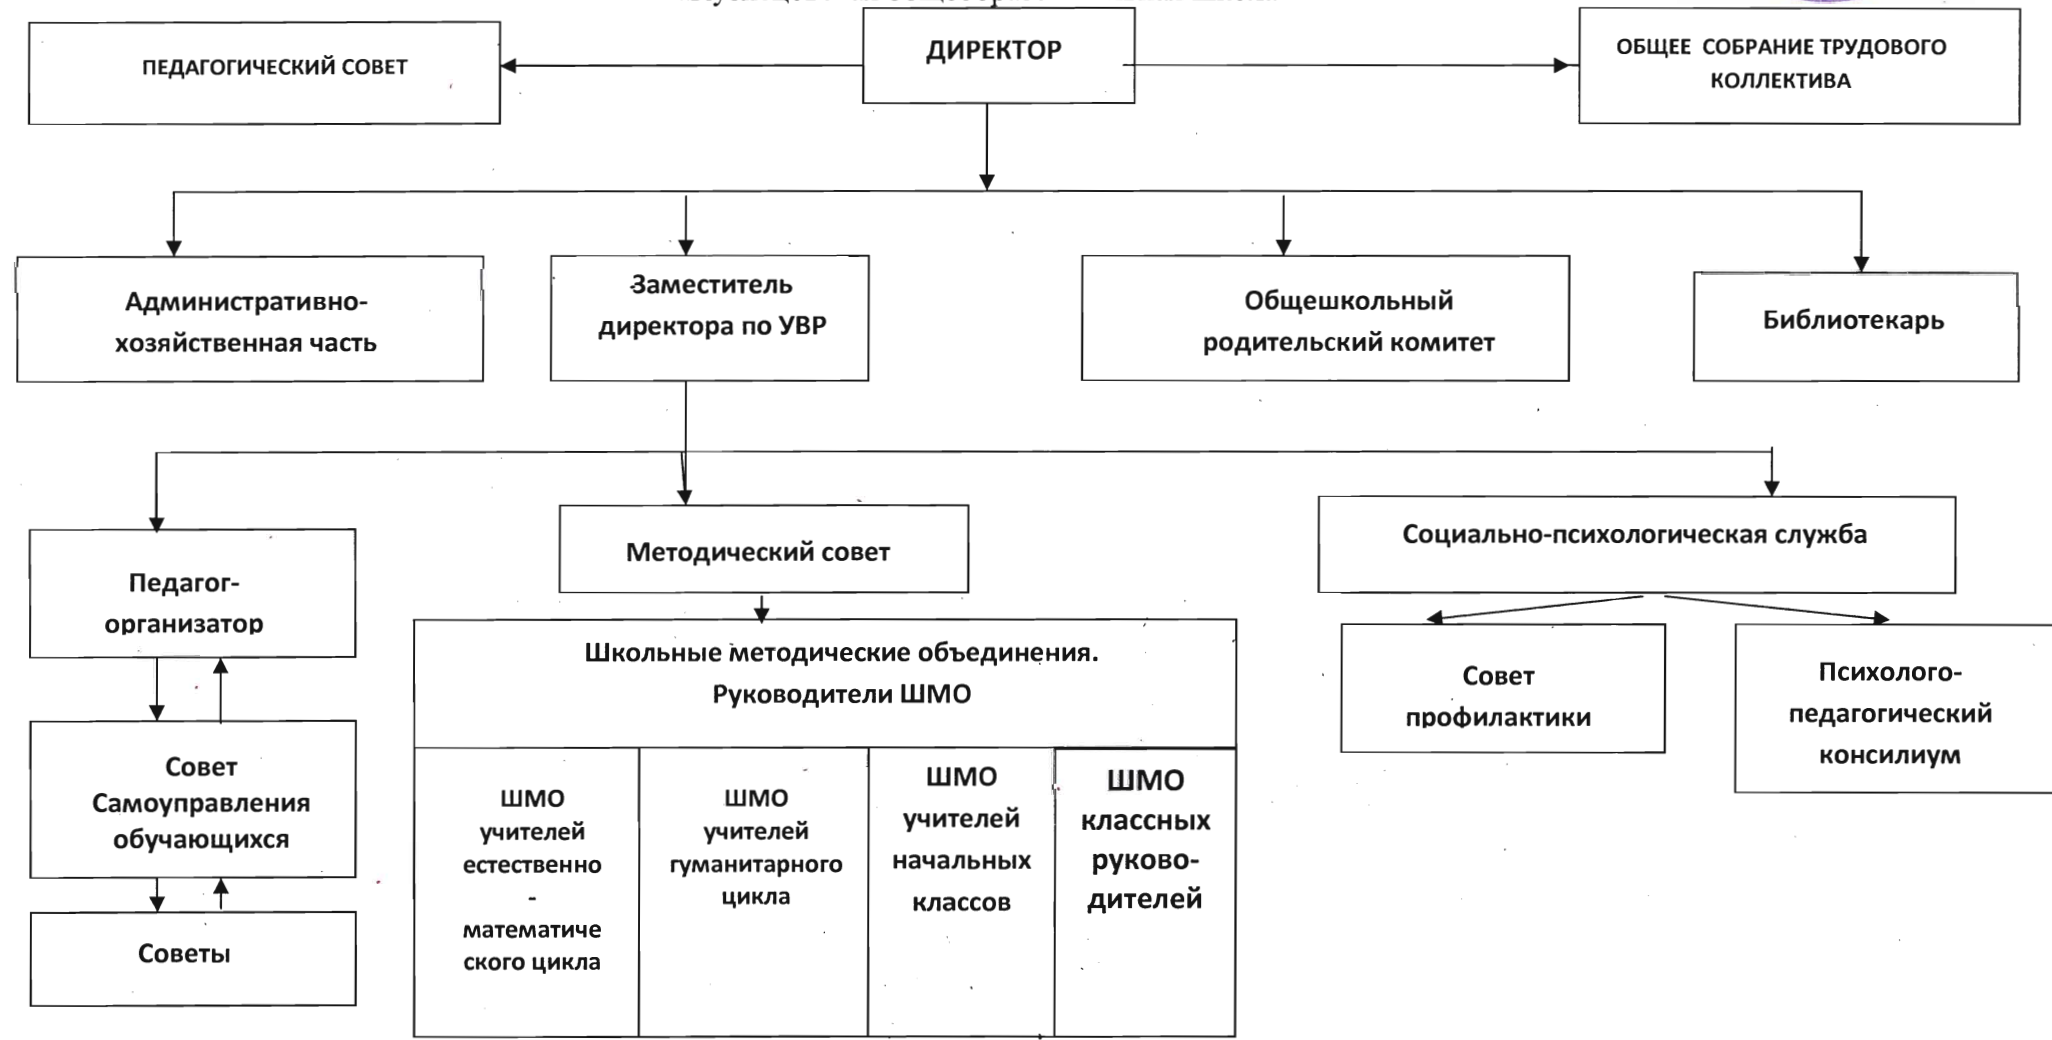 ПЕДАГОГИЧЕСКИЙ СОВЕТ
ДИРЕКТОР
ОБЩЕЕ СОБРАНИЕ ТРУДОВОГО
КОЛЛЕКТИВА
Административно-
хозяйственная часть
Заместитель
директора по УВР
Общешкольный
родительский комитет
Библиотекарь
Педагог-
организатор
Методический совет
Социально-психологическая служба
Школьные методические объединения.
Руководители ШМО
Совет
профилактики
Психолого-
педагогический
консилиум
Совет
Самоуправления
обучающихся
Советы
ШМО
учителей
естественно
-
математиче
ского цикла
ШМО
учителей
гуманитарного
цикла
ШМО
учителей
начальных
классов
ШМО
классных
руково-
дителей